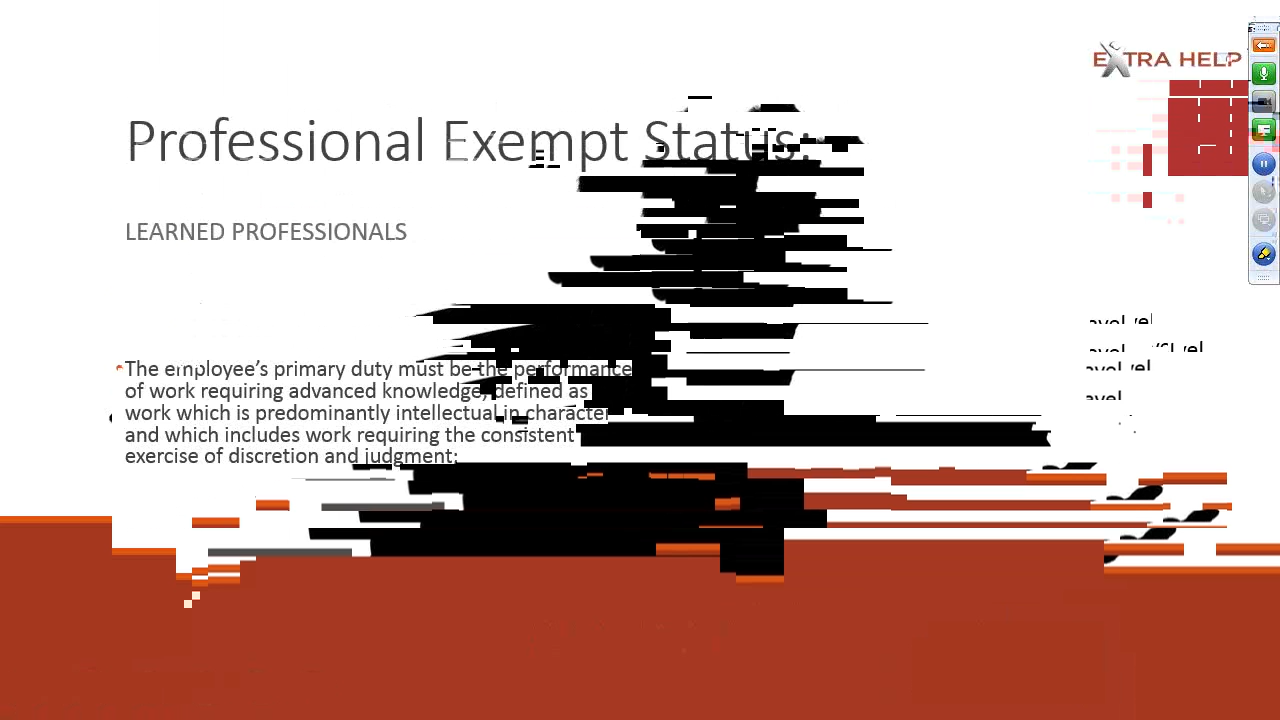 EXTRA HELP
Professional Exempt Status:
LEARNED PROFESSIONALS
The employee's primary duty must be the performance
of work requiring advanced knowledge, defined as
work which is predominantly intellectual in character
and which includes work requiring the consistent
exercise of discretion and judgment;